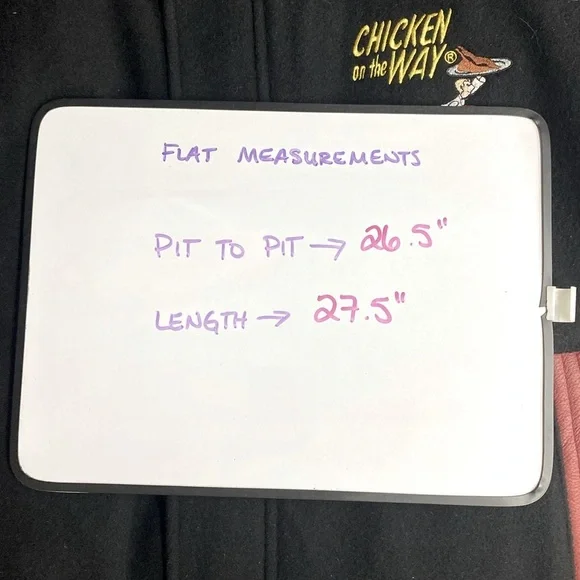 CHICKEN
on the WAY®
FLAT MEASUREMENTS
PIT TO PIT → 26.5"
LENGTH → 27.5"